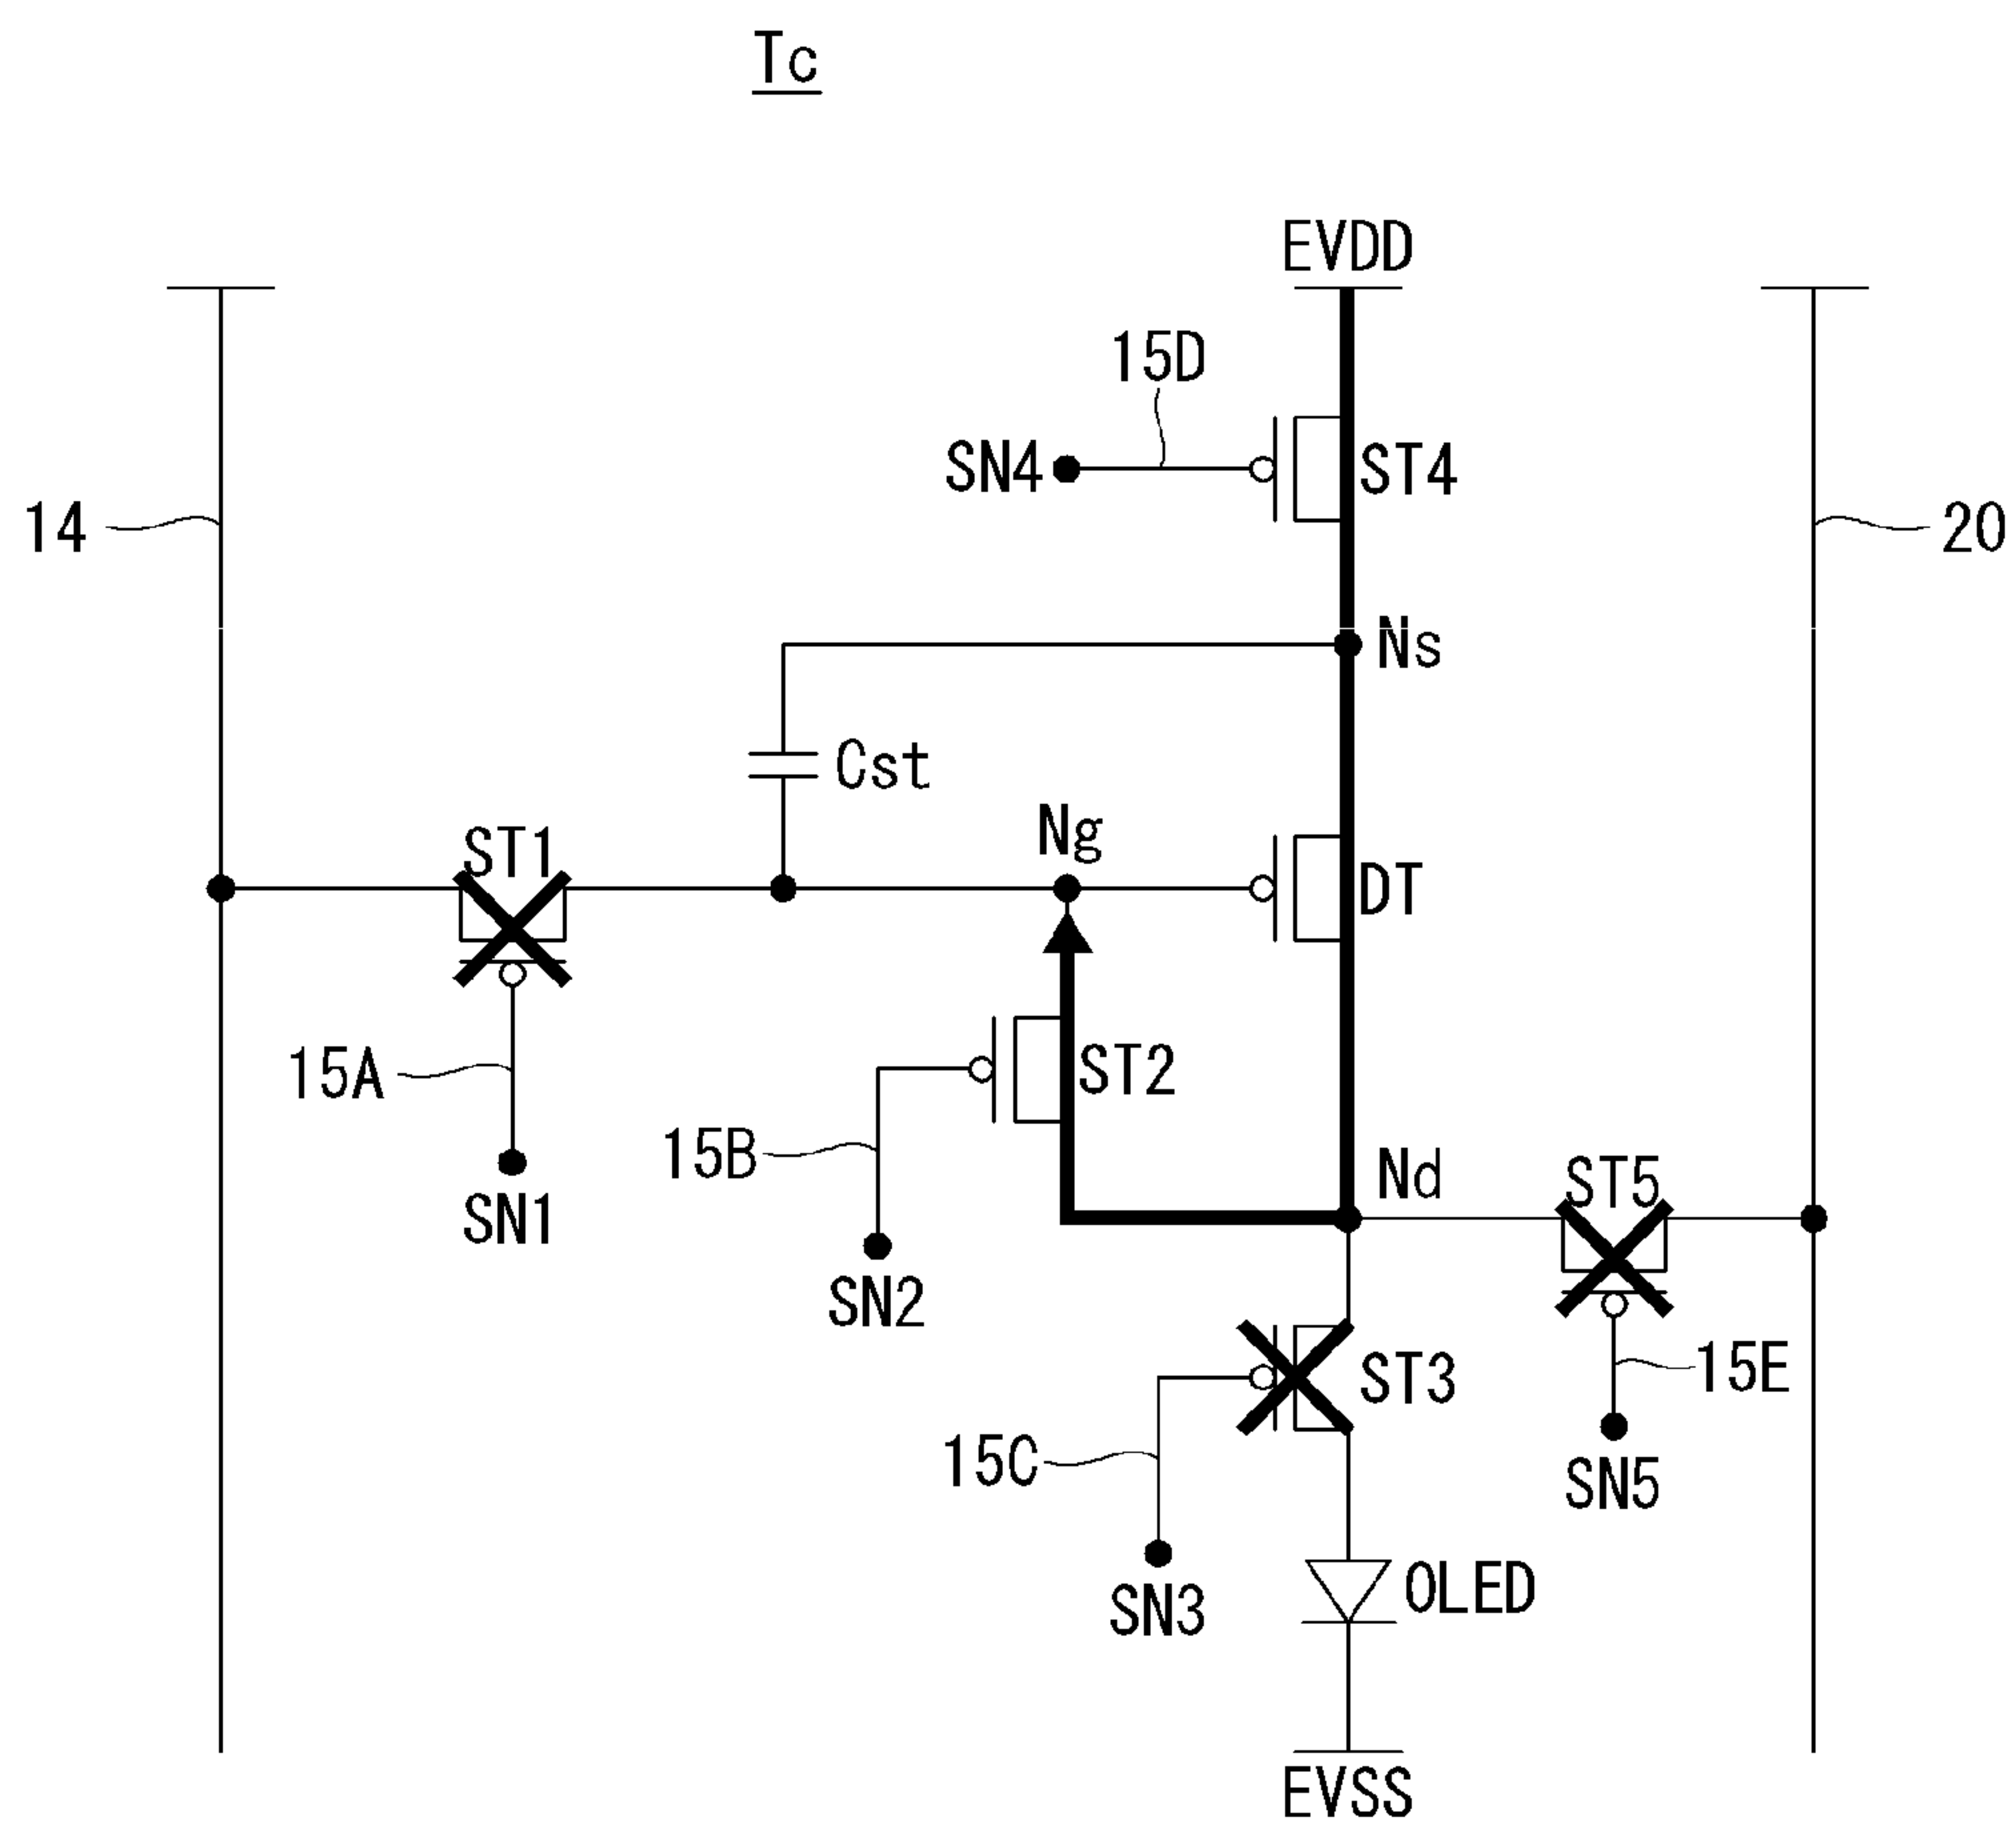 Tc
EVDD
15D
SN4
ST4
14
20
Ns
Cst
Ng
ST1
DT
15A
ST2
15B
Nd
ST5
SN1
SN2
ST3
15E
15C
SN5
SN3
OLED
EVSS